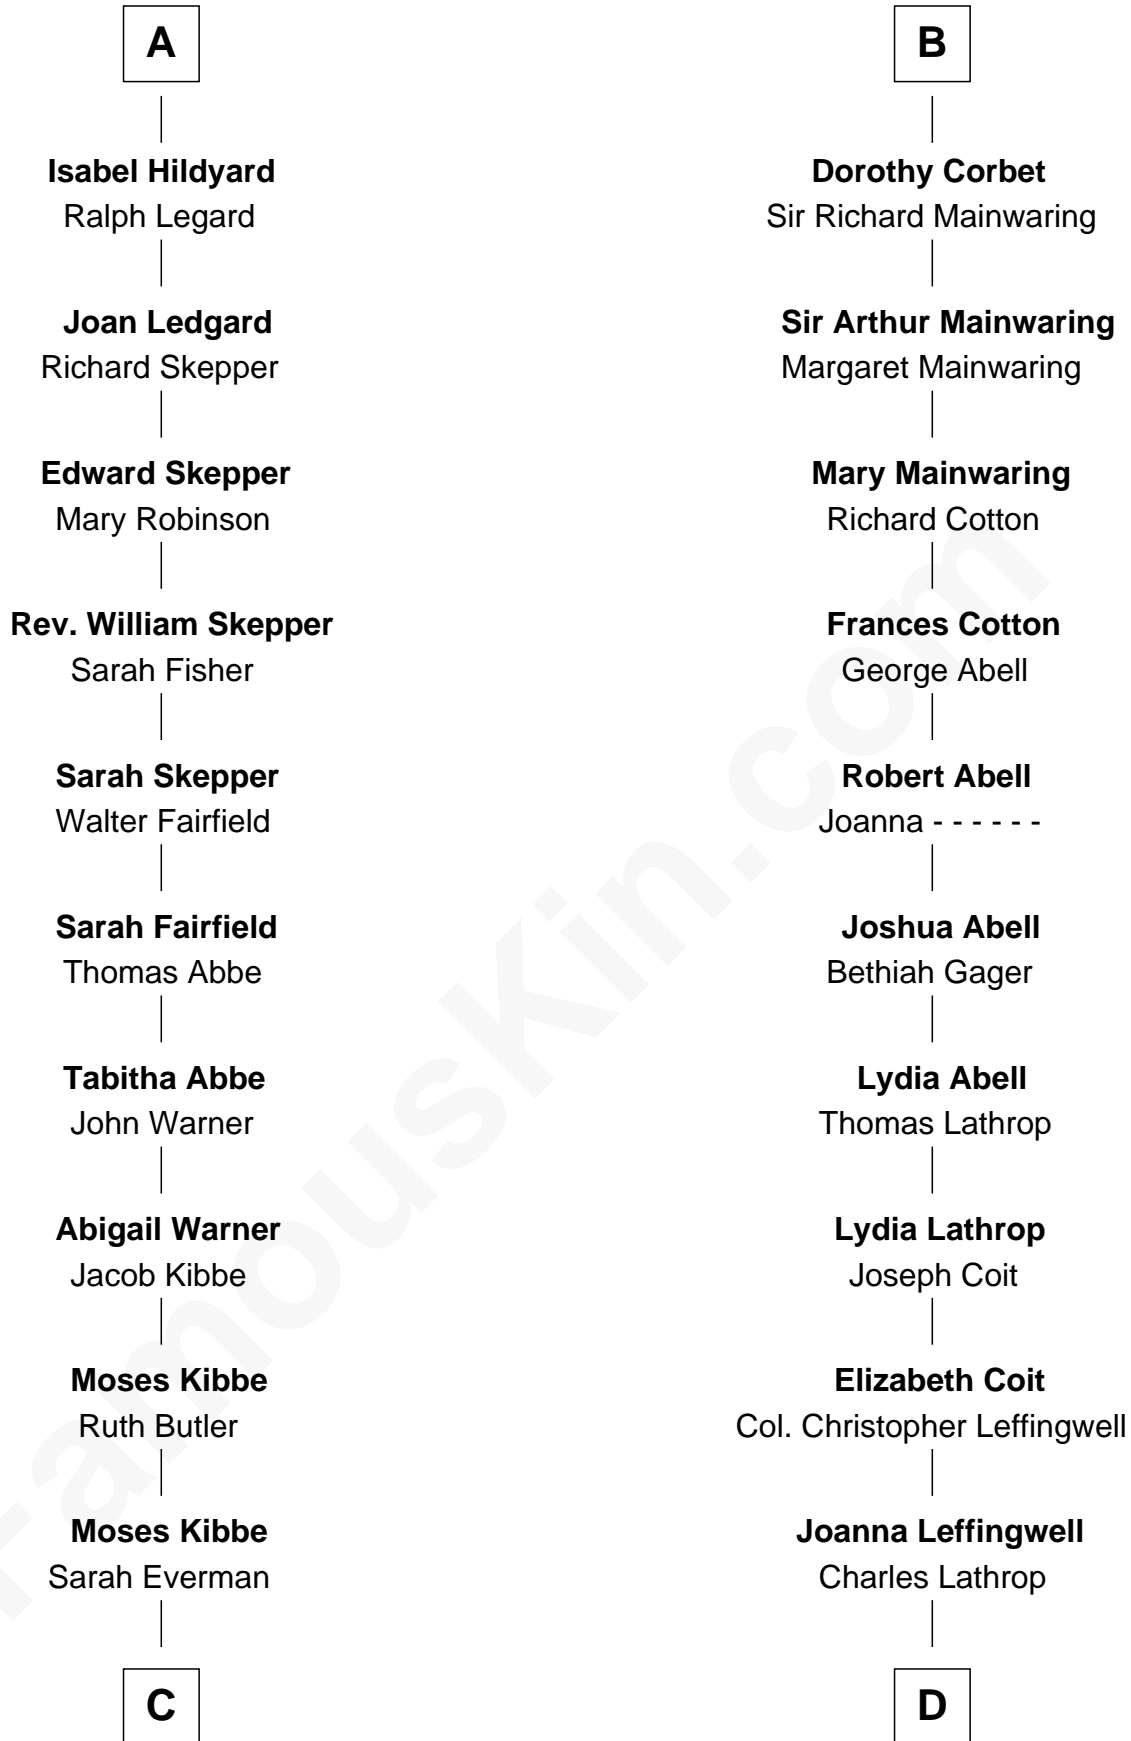 A
Isabel Hildyard
Ralph Legard
Joan Ledgard
Richard Skepper
Edward Skepper
Mary Robinson
Rev. William Skepper
Sarah Fisher
Sarah Skepper
Walter Fairfield
Sarah Fairfield
Thomas Abbe
Tabitha Abbe
John Warner
Abigail Warner
Jacob Kibbe
Moses Kibbe
Ruth Butler
Moses Kibbe
Sarah Everman
C
B
Dorothy Corbet
Sir Richard Mainwaring
Sir Arthur Mainwaring
Margaret Mainwaring
Mary Mainwaring
Richard Cotton
Frances Cotton
George Abell
Robert Abell
Joanna - - - - - -
Joshua Abell
Bethiah Gager
Lydia Abell
Thomas Lathrop
Lydia Lathrop
Joseph Coit
Elizabeth Coit
Col. Christopher Leffingwell
Joanna Leffingwell
Charles Lathrop
D
FamousKin.com